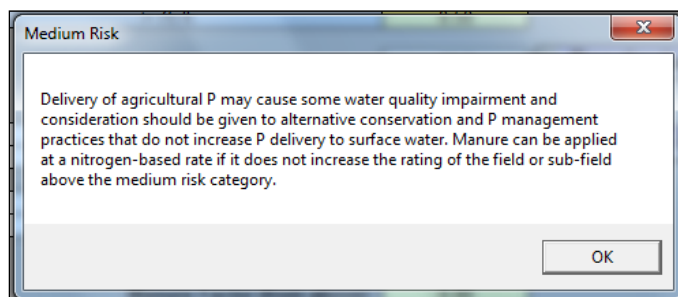 Medium Risk
Delivery of agricultural P may cause some water quality impairment and
consideration should be given to alternative conservation and P management
practices that do not increase P delivery to surface water. Manure can be applied
at a nitrogen-based rate if it does not increase the rating of the field or sub-field
above the medium risk category.
OK